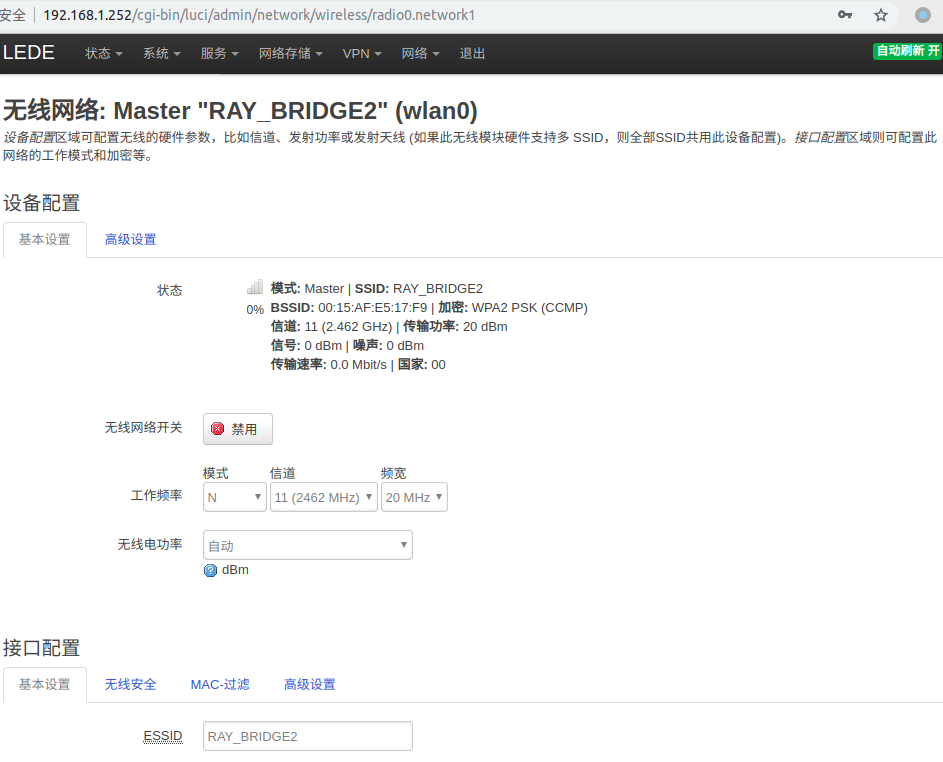 安全 192.168.1.252/cgi-bin/luci/admin/network/wireless/radio0.network1
LEDE 状态 系统 服务 网络存储 VPN 网络 退出 自动刷新 开
无线网络: Master "RAY_BRIDGE2" (wlan0)
设备配置区域可配置无线的硬件参数，比如信道、发射功率或发射天线 (如果此无线模块硬件支持多 SSID，则全部SSID共用此设备配置)。接口配置区域则可配置此
网络的工作模式和加密等。
设备配置
基本设置 高级设置
状态 模式: Master | SSID: RAY_BRIDGE2
0% BSSID: 00:15:AF:E5:17:F9 | 加密: WPA2 PSK (CCMP)
信道: 11 (2.462 GHz) | 传输功率: 20 dBm
信号: 0 dBm | 噪声: 0 dBm
传输速率: 0.0 Mbit/s | 国家: 00
无线网络开关 禁用
模式 信道 频宽
工作频率 N 11 (2462 MHz) 20 MHz
无线电功率 自动
dBm
接口配置
基本设置 无线安全 MAC-过滤 高级设置
ESSID RAY_BRIDGE2